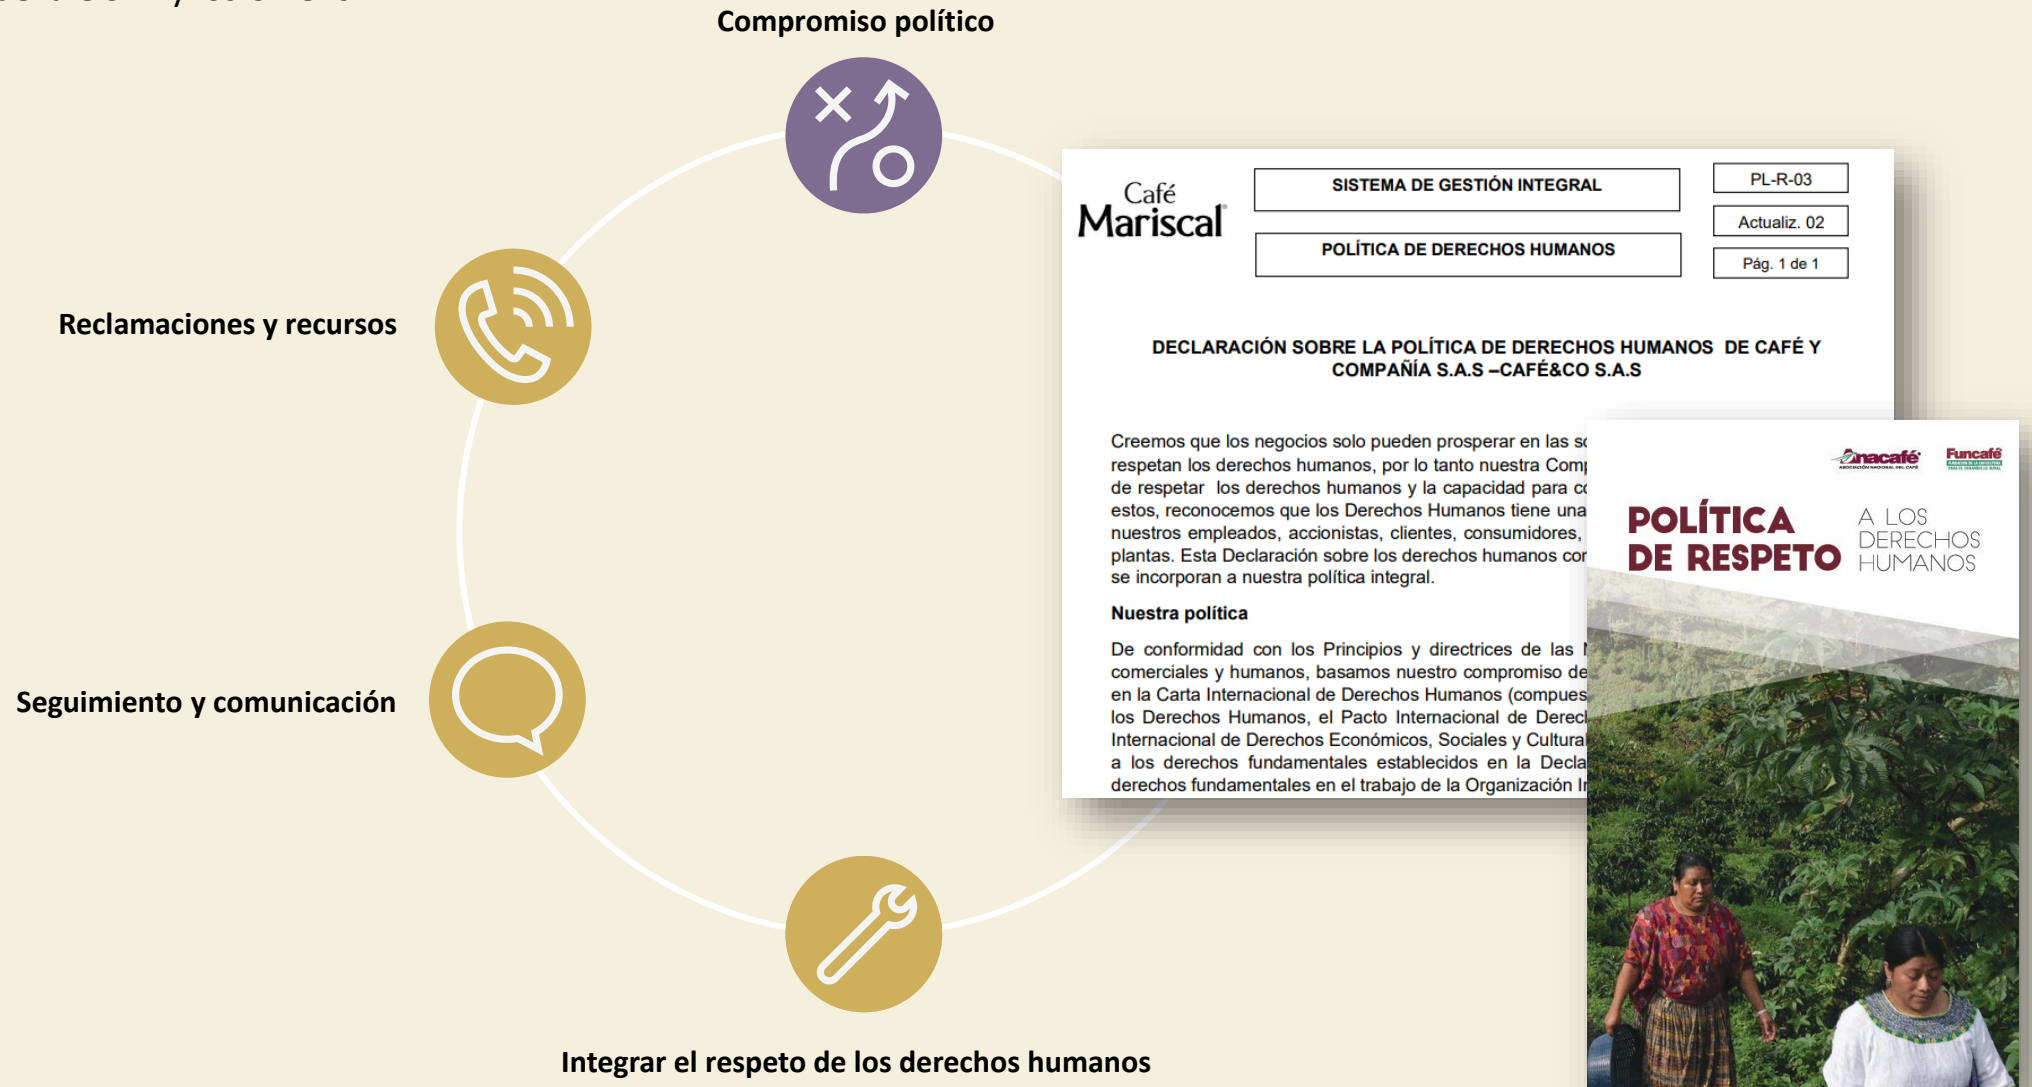 Compromiso político
Reclamaciones y recursos
Seguimiento y comunicación
Integrar el respeto de los derechos humanos
Café
Mariscal
SISTEMA DE GESTIÓN INTEGRAL
POLÍTICA DE DERECHOS HUMANOS
PL-R-03
Actualiz. 02
Pág. 1 de 1
DECLARACIÓN SOBRE LA POLÍTICA DE DERECHOS HUMANOS DE CAFÉ Y
COMPAÑÍA S.A.S –CAFÉ&CO S.A.S
Creemos que los negocios solo pueden prosperar en las
respetan los derechos humanos, por lo tanto nuestra
de respetar los derechos humanos y la capacidad para
estos, reconocemos que los Derechos Humanos tiene una
nuestros empleados, accionistas, clientes, consumidores,
plantas. Esta Declaración sobre los derechos humanos
se incorporan a nuestra política integral.
Nuestra política
De conformidad con los Principios y directrices de las
comerciales y humanos, basamos nuestro compromiso de
en la Carta Internacional de Derechos Humanos
los Derechos Humanos, el Pacto Internacional de
Internacional de Derechos Económicos, Sociales y
a los derechos fundamentales establecidos en la
derechos fundamentales en el trabajo de la Organización
Anacafé
ASOCIACIÓN NACIONAL DEL CAFÉ
Funcafé
POLÍTICA
DE RESPETO
A LOS
DERECHOS
HUMANOS